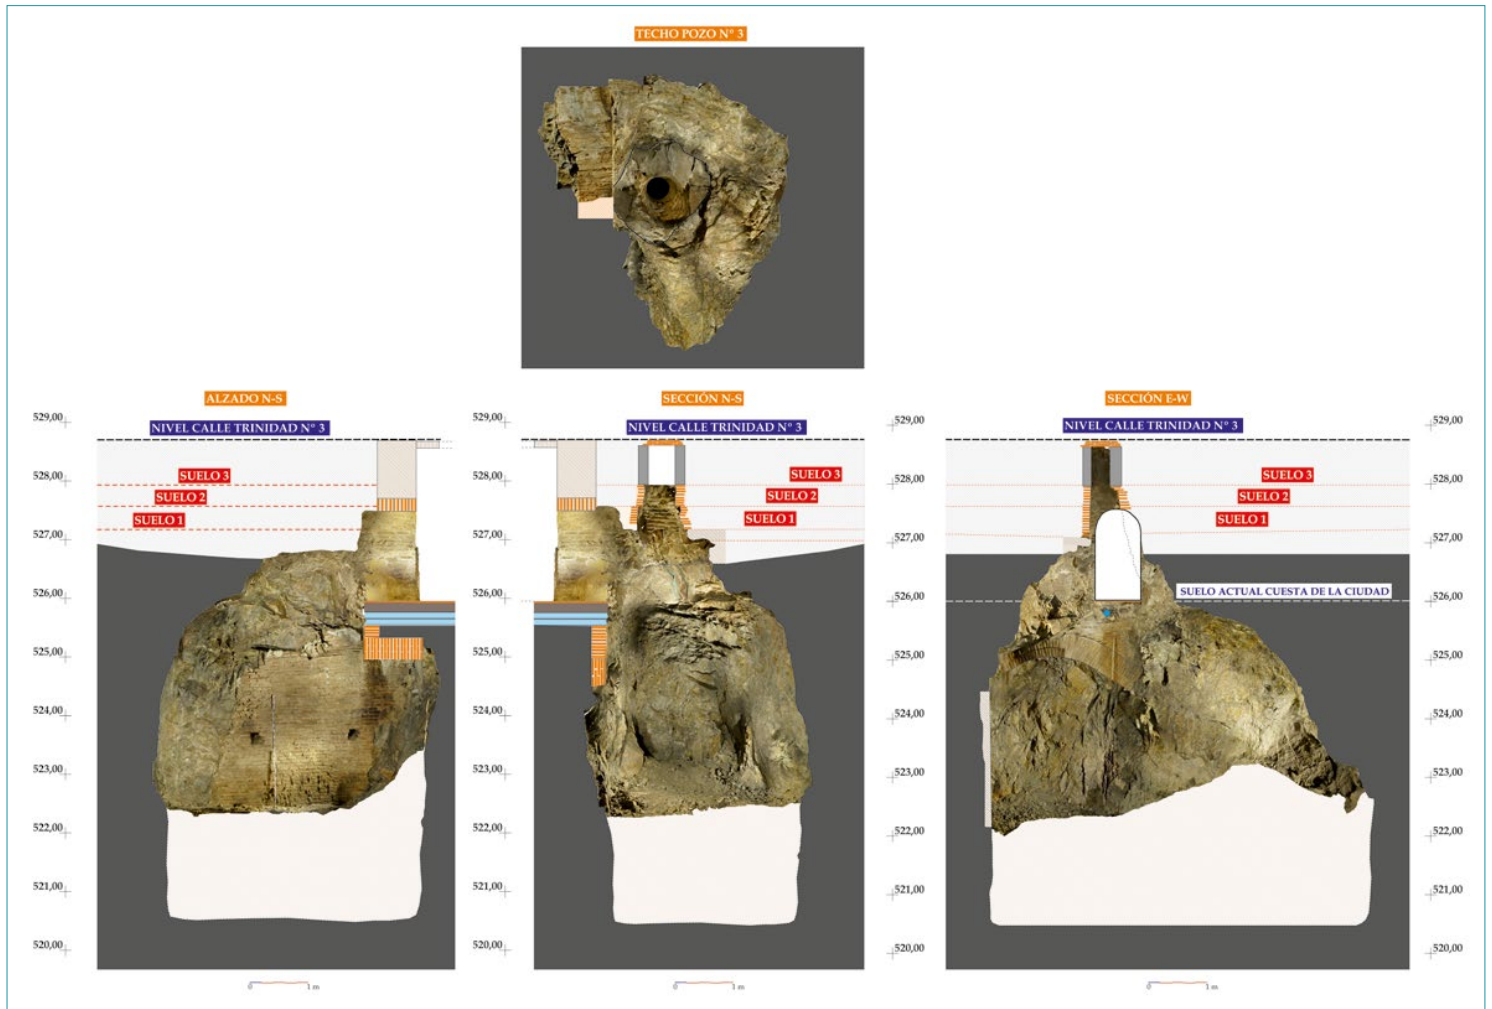 TECHO POZO Nº 3
ALZADO N-S
NIVEL CALLE TRINIDAD Nº 3
529,00
528,00
527,00
526,00
525,00
524,00
523,00
522,00
521,00
520,00
SUELO 3
SUELO 2
SUELO 1
0 1 m
SECCIÓN N-S
NIVEL CALLE TRINIDAD Nº 3
529,00
528,00
527,00
526,00
525,00
524,00
523,00
522,00
521,00
520,00
SUELO 3
SUELO 2
SUELO 1
0 1 m
SECCIÓN E-W
NIVEL CALLE TRINIDAD Nº 3
529,00
528,00
527,00
526,00
525,00
524,00
523,00
522,00
521,00
520,00
SUELO 3
SUELO 2
SUELO 1
SUELO ACTUAL CUESTA DE LA CIUDAD
529,00
528,00
527,00
526,00
525,00
524,00
523,00
522,00
521,00
520,00
0 1 m